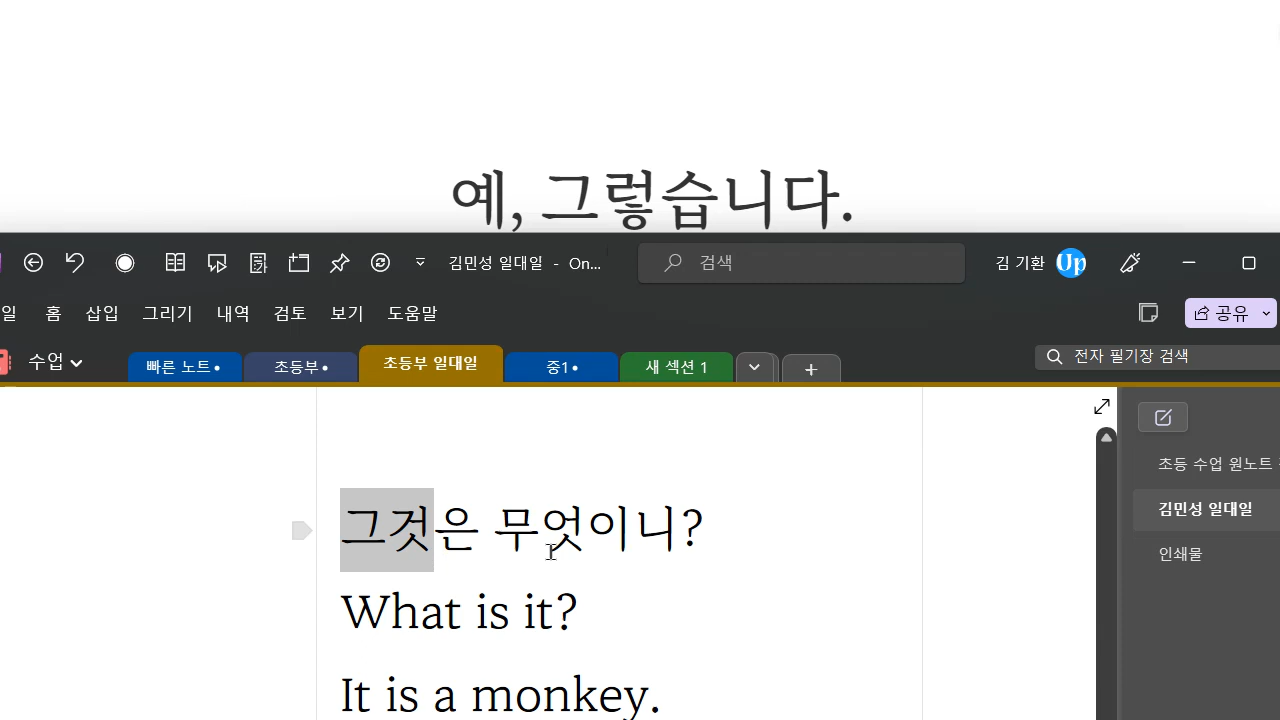 예, 그렇습니다.
김민성 일대일 - On...
검색
김 기환
Up
일 홈 삽입 그리기 내역 검토 보기 도움말
공유
수업
빠른 노트
초등부
초등부 일대일
중1
새 섹션 1
전자 필기장 검색
초등 수업 원노트
김민성 일대일
인쇄물
그것은 무엇이니?
What is it?
It is a monkey.